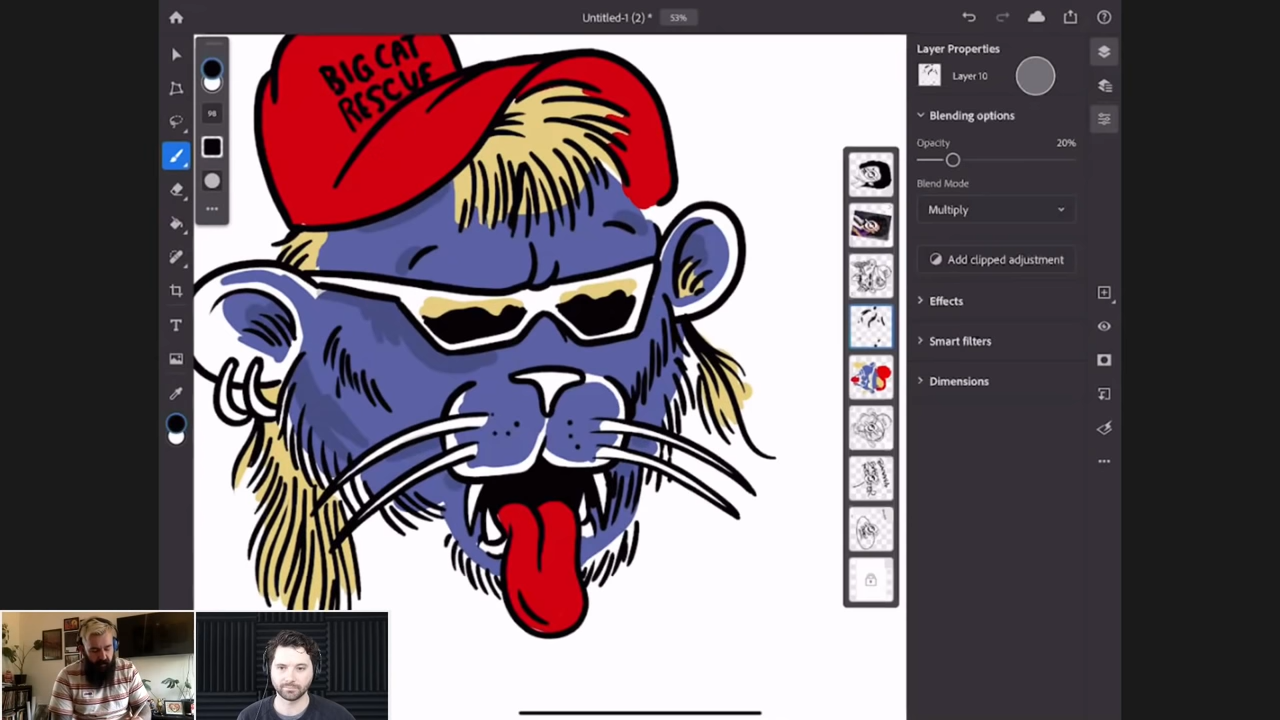 Untitled-1 (2) *
53%
BIG CAT
RESCUE
98
Layer Properties
Layer 10
Blending options
Opacity
20%
Blend Mode
Multiply
Add clipped adjustment
Effects
Smart filters
Dimensions